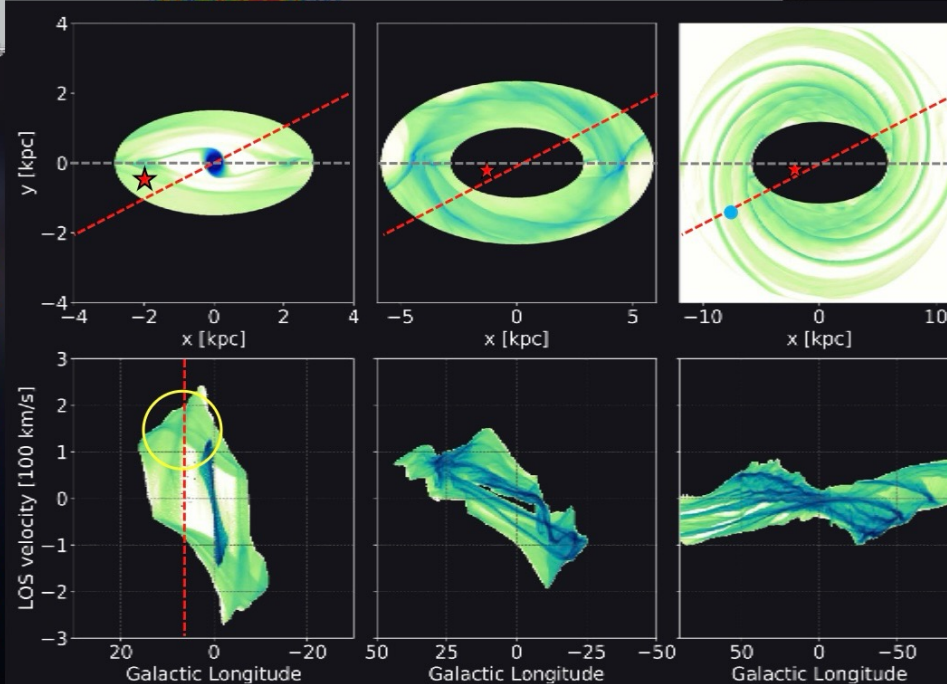 4
2
0
−2
−4
y [kpc]
−4 −2 0 2 4
x [kpc]
−5 0 5
x [kpc]
−10 0 10
x [kpc]
3
2
1
0
−1
−2
−3
LOS velocity [100 km/s]
20 0 −20
Galactic Longitude
50 25 0 −25 −50
Galactic Longitude
50 0 −50
Galactic Longitude